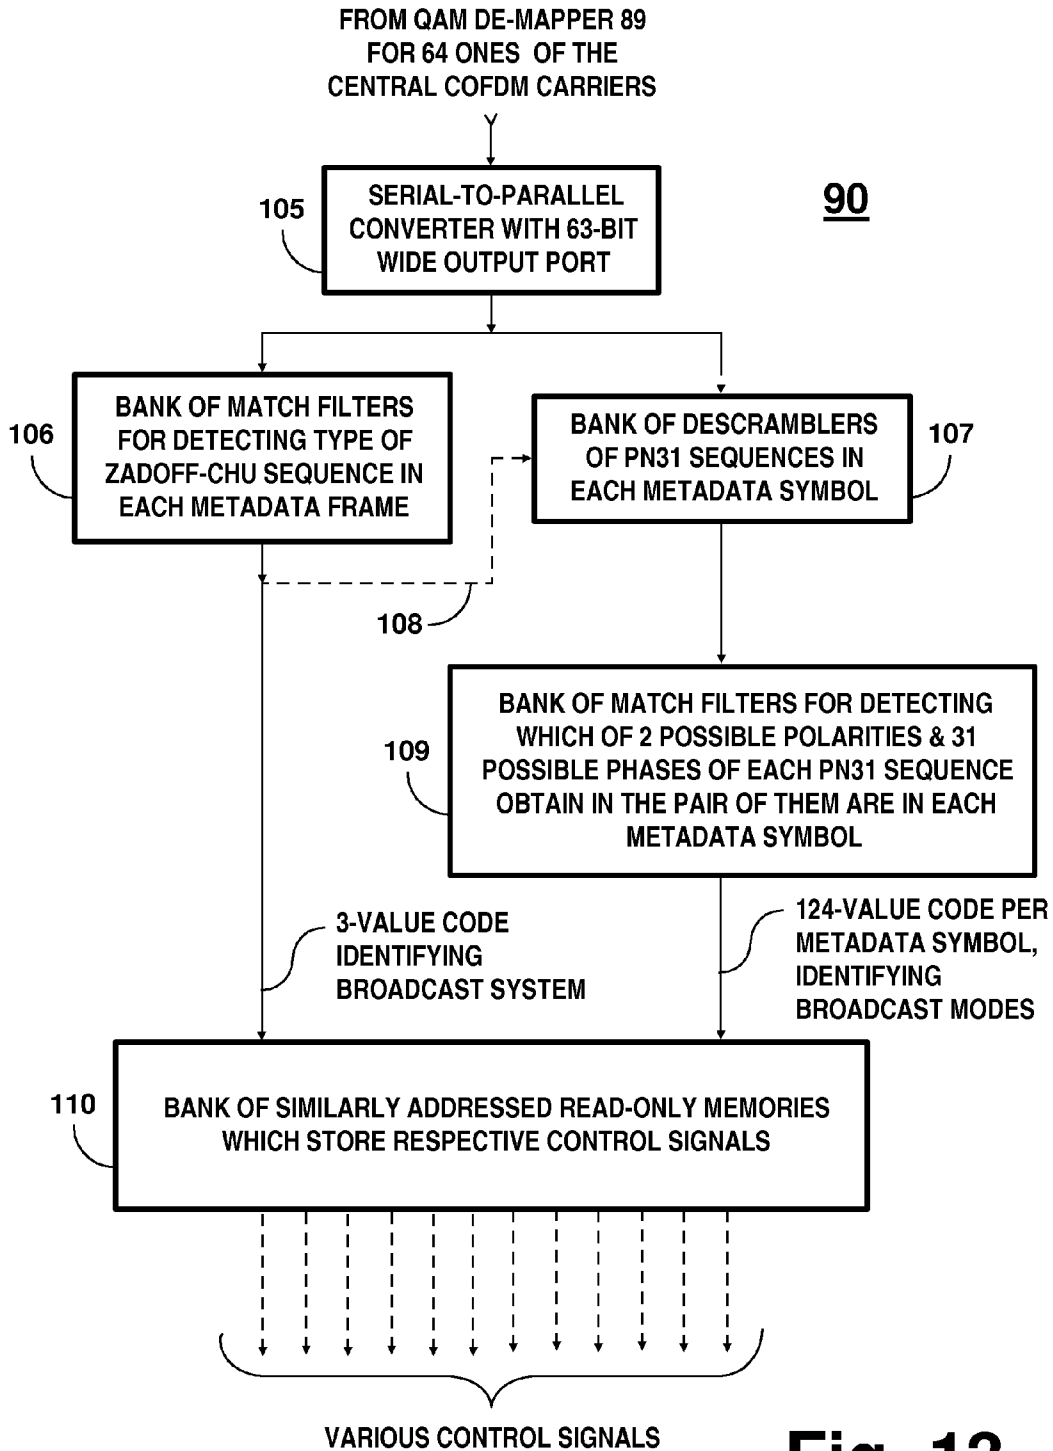 FROM QAM DE-MAPPER 89
FOR 64 ONES OF THE
CENTRAL COFDM CARRIERS
90
105
SERIAL-TO-PARALLEL
CONVERTER WITH 63-BIT
WIDE OUTPUT PORT
106
BANK OF MATCH FILTERS
FOR DETECTING TYPE OF
ZADOFF-CHU SEQUENCE IN
EACH METADATA FRAME
BANK OF DESCRAMBLERS
OF PN31 SEQUENCES IN
EACH METADATA SYMBOL
107
108
109
BANK OF MATCH FILTERS FOR DETECTING
WHICH OF 2 POSSIBLE POLARITIES & 31
POSSIBLE PHASES OF EACH PN31 SEQUENCE
OBTAIN IN THE PAIR OF THEM ARE IN EACH
METADATA SYMBOL
3-VALUE CODE
IDENTIFYING
BROADCAST SYSTEM
124-VALUE CODE PER
METADATA SYMBOL,
IDENTIFYING
BROADCAST MODES
110
BANK OF SIMILARLY ADDRESSED READ-ONLY MEMORIES
WHICH STORE RESPECTIVE CONTROL SIGNALS
VARIOUS CONTROL SIGNALS